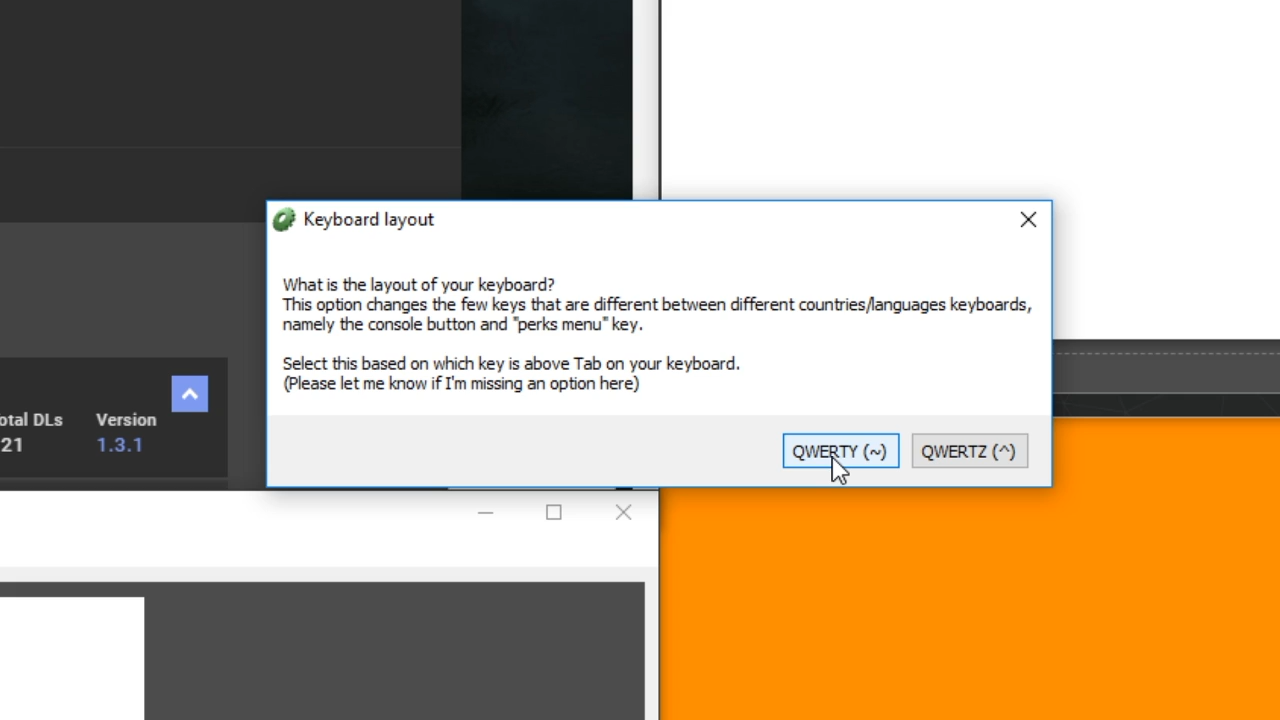 Keyboard layout
What is the layout of your keyboard?
This option changes the few keys that are different between different countries/languages keyboards,
namely the console button and "perks menu" key.
Select this based on which key is above Tab on your keyboard.
(Please let me know if I'm missing an option here)
QWERTY (~) QWERTZ (^)
otal DLs Version
21 1.3.1